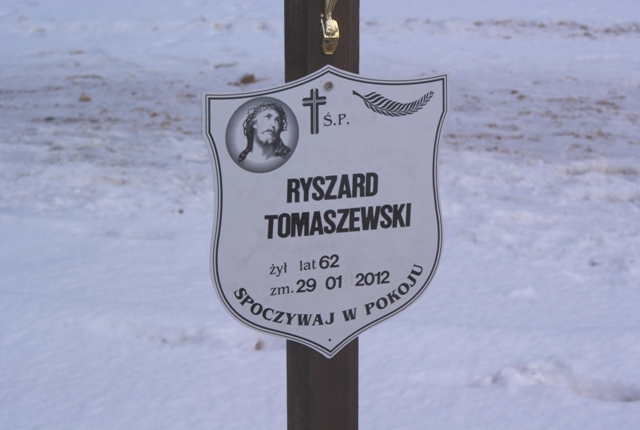 Ś.P.
RYSZARD
TOMASZEWSKI
żył lat 62
zm. 29 01 2012
SPOCZYWAJ W POKOJU